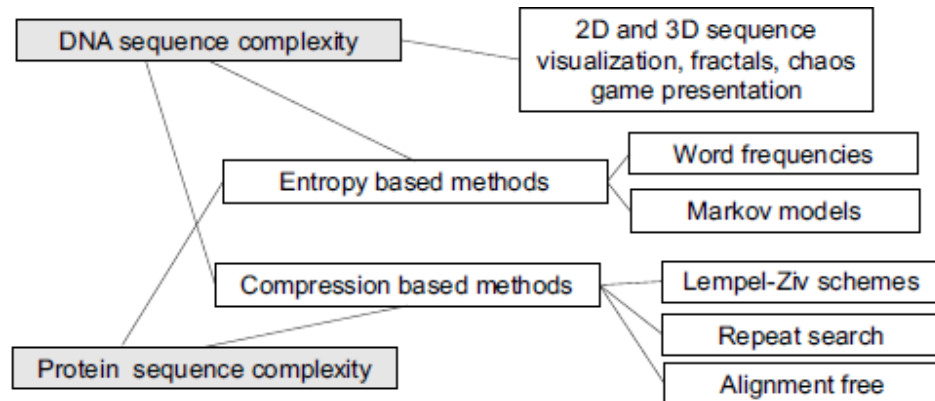 DNA sequence complexity
2D and 3D sequence
visualization, fractals, chaos
game presentation
Word frequencies
Entropy based methods
Markov models
Lempel-Ziv schemes
Compression based methods
Repeat search
Protein sequence complexity
Alignment free